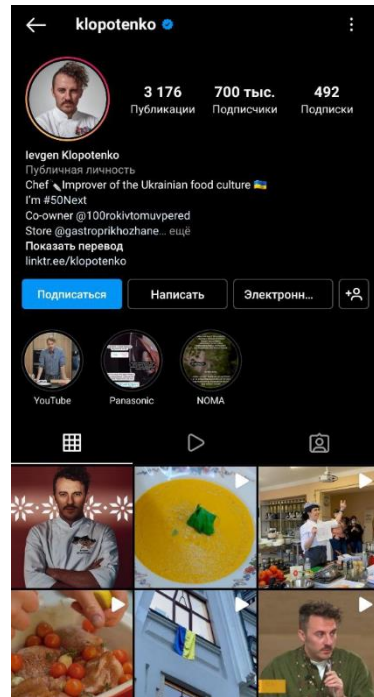 klopotenko
3 176 700 тыс. 492
Публикации Подписчики Подписки
Ievgen Klopotenko
Публичная личность
Chef Improver of the Ukrainian food culture 🇺🇦
I'm #50Next
Co-owner @100rokivtomuvpered
Store @gastroprikhozhane... ещё
Показать перевод
linktr.ee/klopotenko
Подписаться Написать Электронн...
YouTube Panasonic NOMA